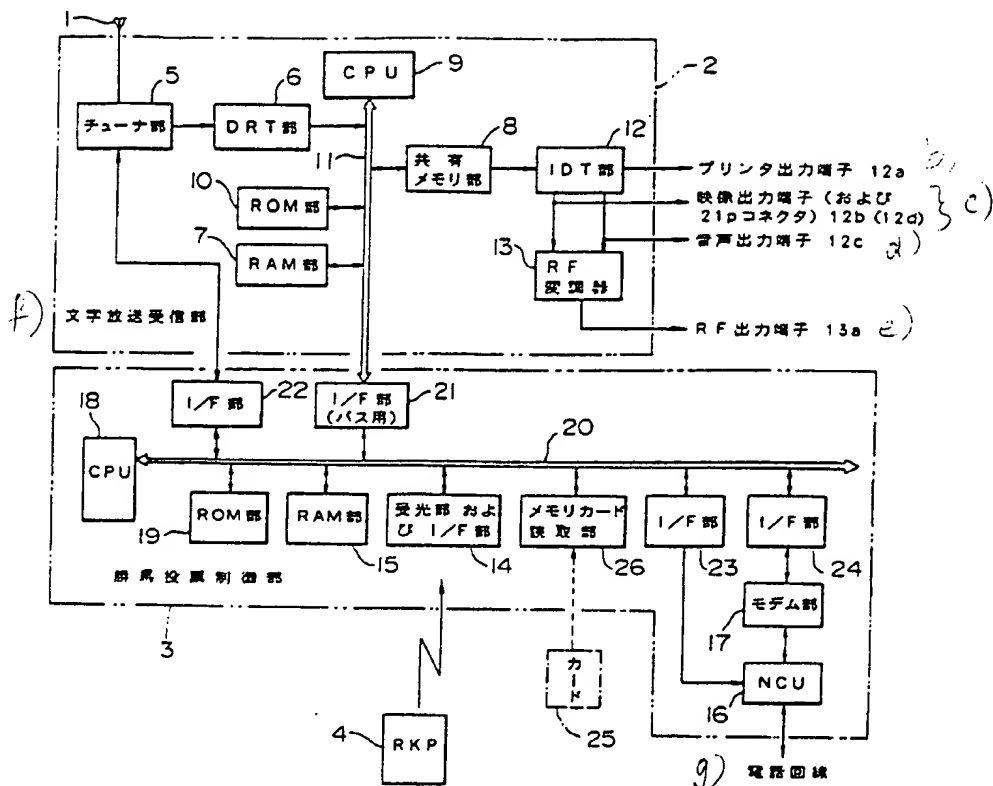 1
5
チューナ部
6
DRT部
CPU
9
2
11
8
共有
メモリ部
12
IDT部
プリンタ出力端子 12a
b)
映像出力端子(および
21pコネクタ) 12b (12d)
c)
音声出力端子 12c
d)
10
ROM部
7
RAM部
13
RF
変調器
RF出力端子 13a
e)
f)
文字放送受信部
I/F部
22
I/F部
(バス用)
21
18
CPU
20
ROM部
19
RAM部
15
受光部 および I/F部
14
メモリカード
読取部
26
I/F部
23
I/F部
24
勝馬投票制御部
3
モデム部
17
NCU
16
カード
25
4
RKP
g)
電話回線